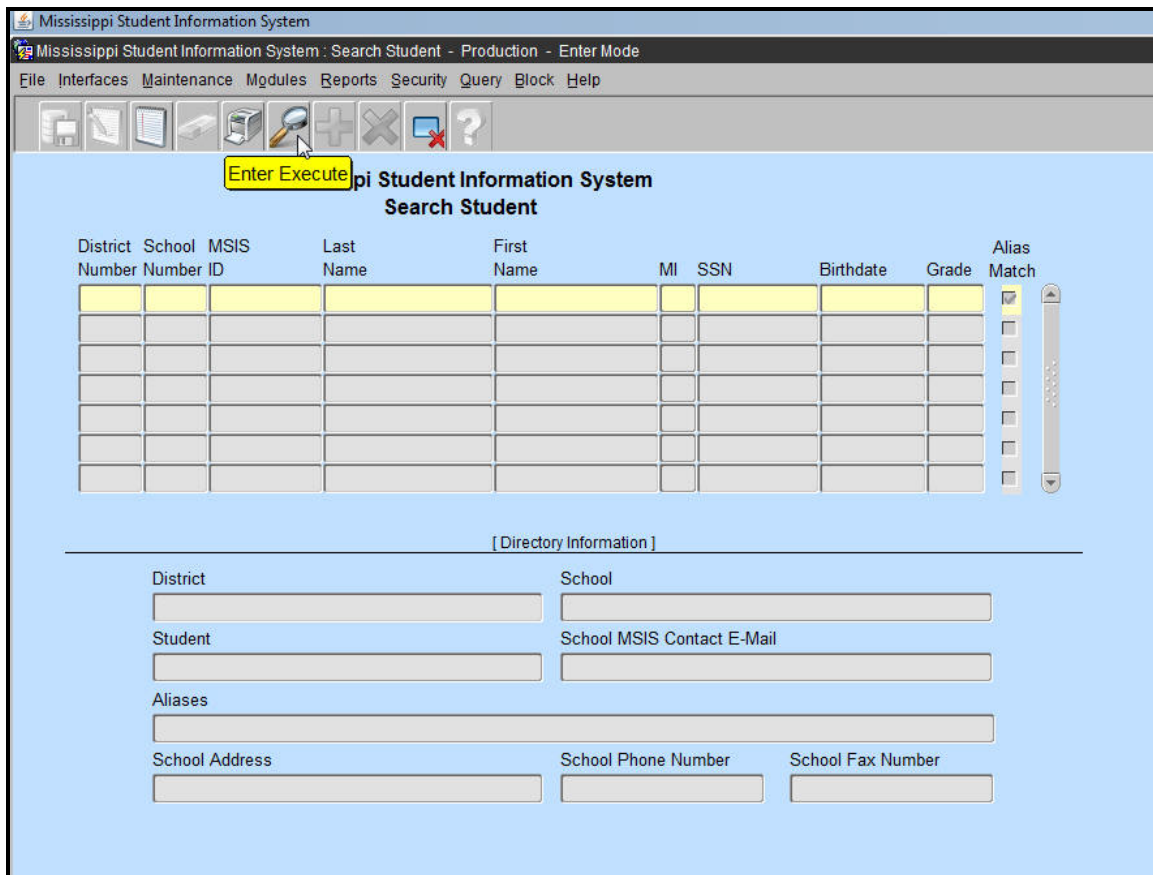 Mississippi Student Information System
Mississippi Student Information System : Search Student - Production - Enter Mode
File Interfaces Maintenance Modules Reports Security Query Block Help
?
Enter Execute
pi Student Information System
Search Student
District School MSIS Last First Alias
Number Number ID Name Name MI SSN Birthdate Grade Match
[ Directory Information ]
District School
Student School MSIS Contact E-Mail
Aliases
School Address School Phone Number School Fax Number